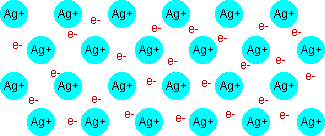 Ag+ Ag+ Ag+ Ag+ Ag+ Ag+
e- e- e- e-
e- e- e-
e- Ag+ Ag+ Ag+ Ag+ Ag+ Ag+
e- e- e- e-
e- e-
Ag+ Ag+ Ag+ e- Ag+ e- Ag+ Ag+
e- e- e-
Ag+ e- Ag+ e- Ag+ e- Ag+ e- Ag+ e- Ag+